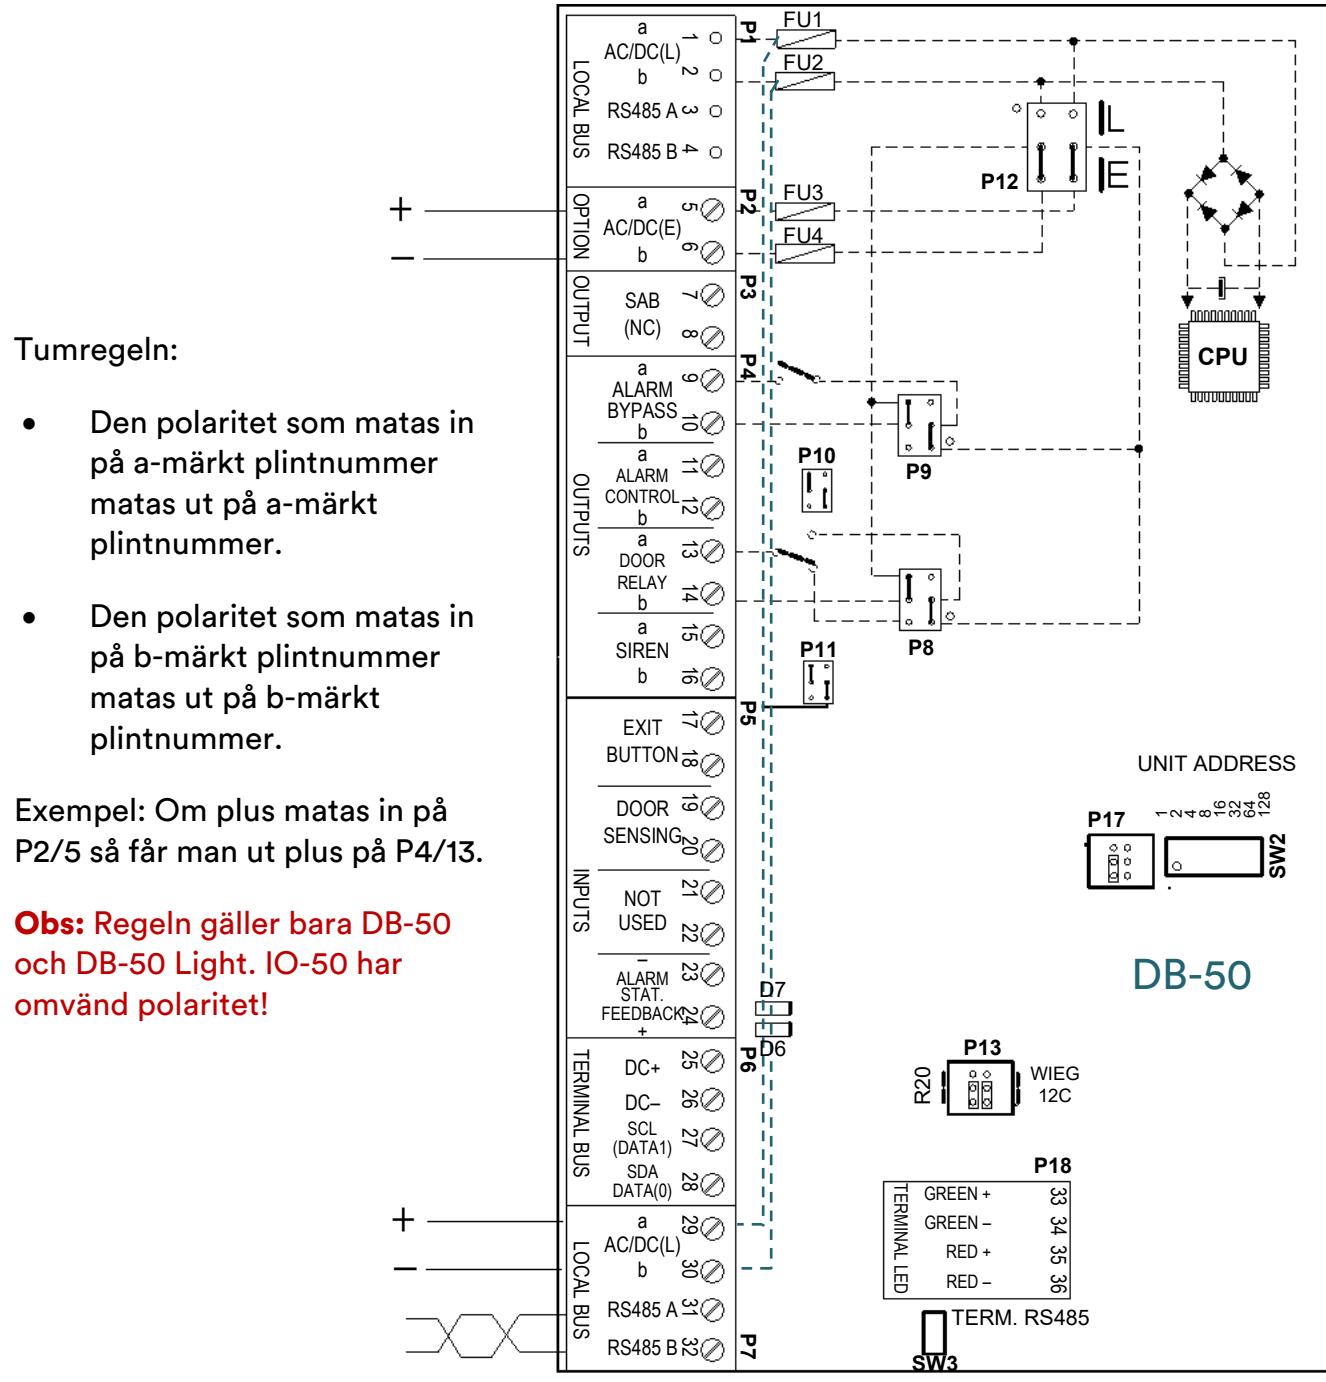 Tumregeln:
• Den polaritet som matas in
på a-märkt plintnummer
matas ut på a-märkt
plintnummer.
• Den polaritet som matas in
på b-märkt plintnummer
matas ut på b-märkt
plintnummer.
Exempel: Om plus matas in på
P2/5 så får man ut plus på P4/13.
Obs: Regeln gäller bara DB-50
och DB-50 Light. IO-50 har
omvänd polaritet!
LOCAL BUS
a
AC/DC(L)
b
RS485 A
RS485 B
1
2
3
4
P1
+
−
OPTION
a
AC/DC(E)
b
5
6
P2
OUTPUT
SAB
(NC)
7
8
P3
OUTPUTS
a
ALARM
BYPASS
b
9
10
P4
a
ALARM
CONTROL
b
11
12
a
DOOR
RELAY
b
13
14
a
SIREN
b
15
16
INPUTS
EXIT
BUTTON
17
18
P5
DOOR
SENSING
19
20
NOT
USED
21
22
−
ALARM
STAT.
FEEDBACK
+
23
24
TERMINAL BUS
DC+
DC−
SCL
(DATA1)
SDA
DATA(0)
25
26
27
28
P6
+
−
LOCAL BUS
a
AC/DC(L)
b
RS485 A
RS485 B
29
30
31
32
P7
FU1
FU2
FU3
FU4
P12
L
E
CPU
P10
P9
P11
P8
UNIT ADDRESS
P17
1
2
4
8
16
32
64
128
SW2
DB-50
D7
D6
P13
R20
WIEG
12C
P18
TERMINAL LED
GREEN + 33
GREEN – 34
RED + 35
RED – 36
TERM. RS485
SW3